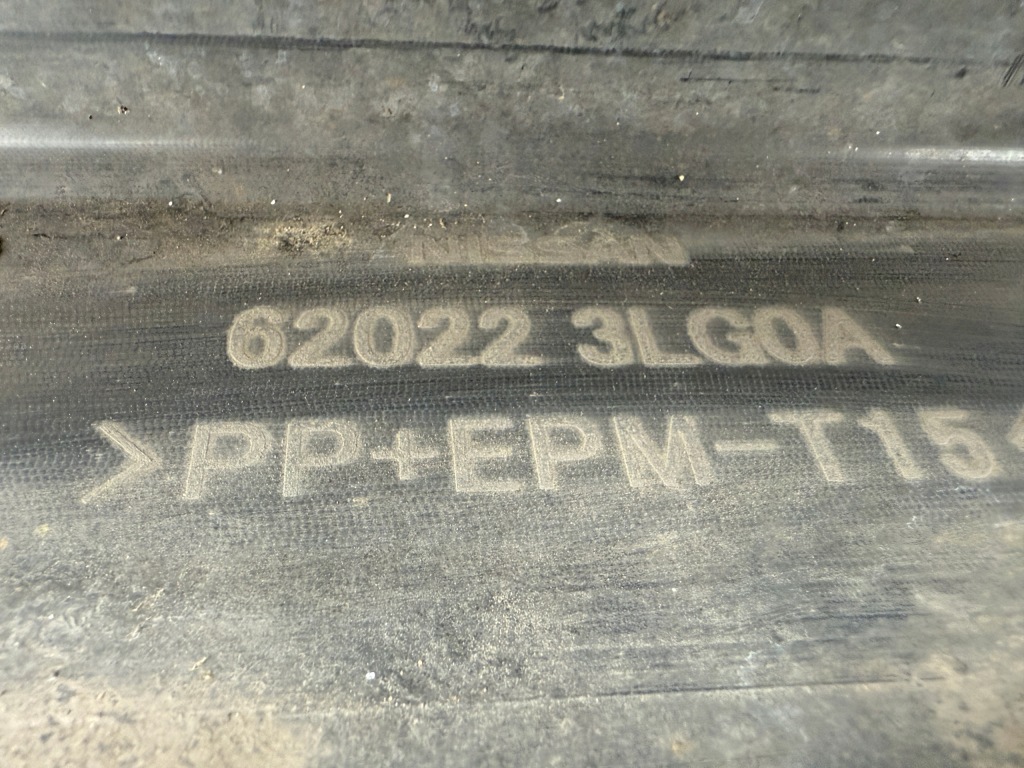 NISSAN
62022 3LG0A
>PP+EPM-T15<